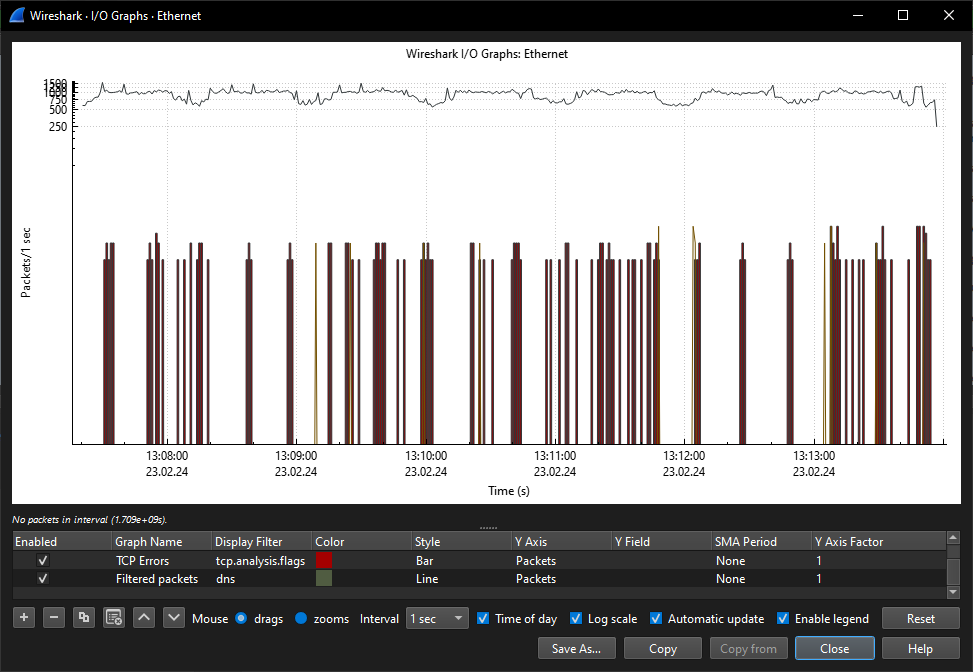 Wireshark · I/O Graphs · Ethernet
Wireshark I/O Graphs: Ethernet
1500
1250
1000
750
500
250
Packets/1 sec
13:08:00 13:09:00 13:10:00 13:11:00 13:12:00 13:13:00
23.02.24 23.02.24 23.02.24 23.02.24 23.02.24 23.02.24
Time (s)
No packets in interval (1.709e+09s).
Enabled Graph Name Display Filter Color Style Y Axis Y Field SMA Period Y Axis Factor
TCP Errors tcp.analysis.flags Bar Packets None 1
Filtered packets dns Line Packets None 1
Mouse drags zooms Interval 1 sec Time of day Log scale Automatic update Enable legend Reset
Save As... Copy Copy from Close Help